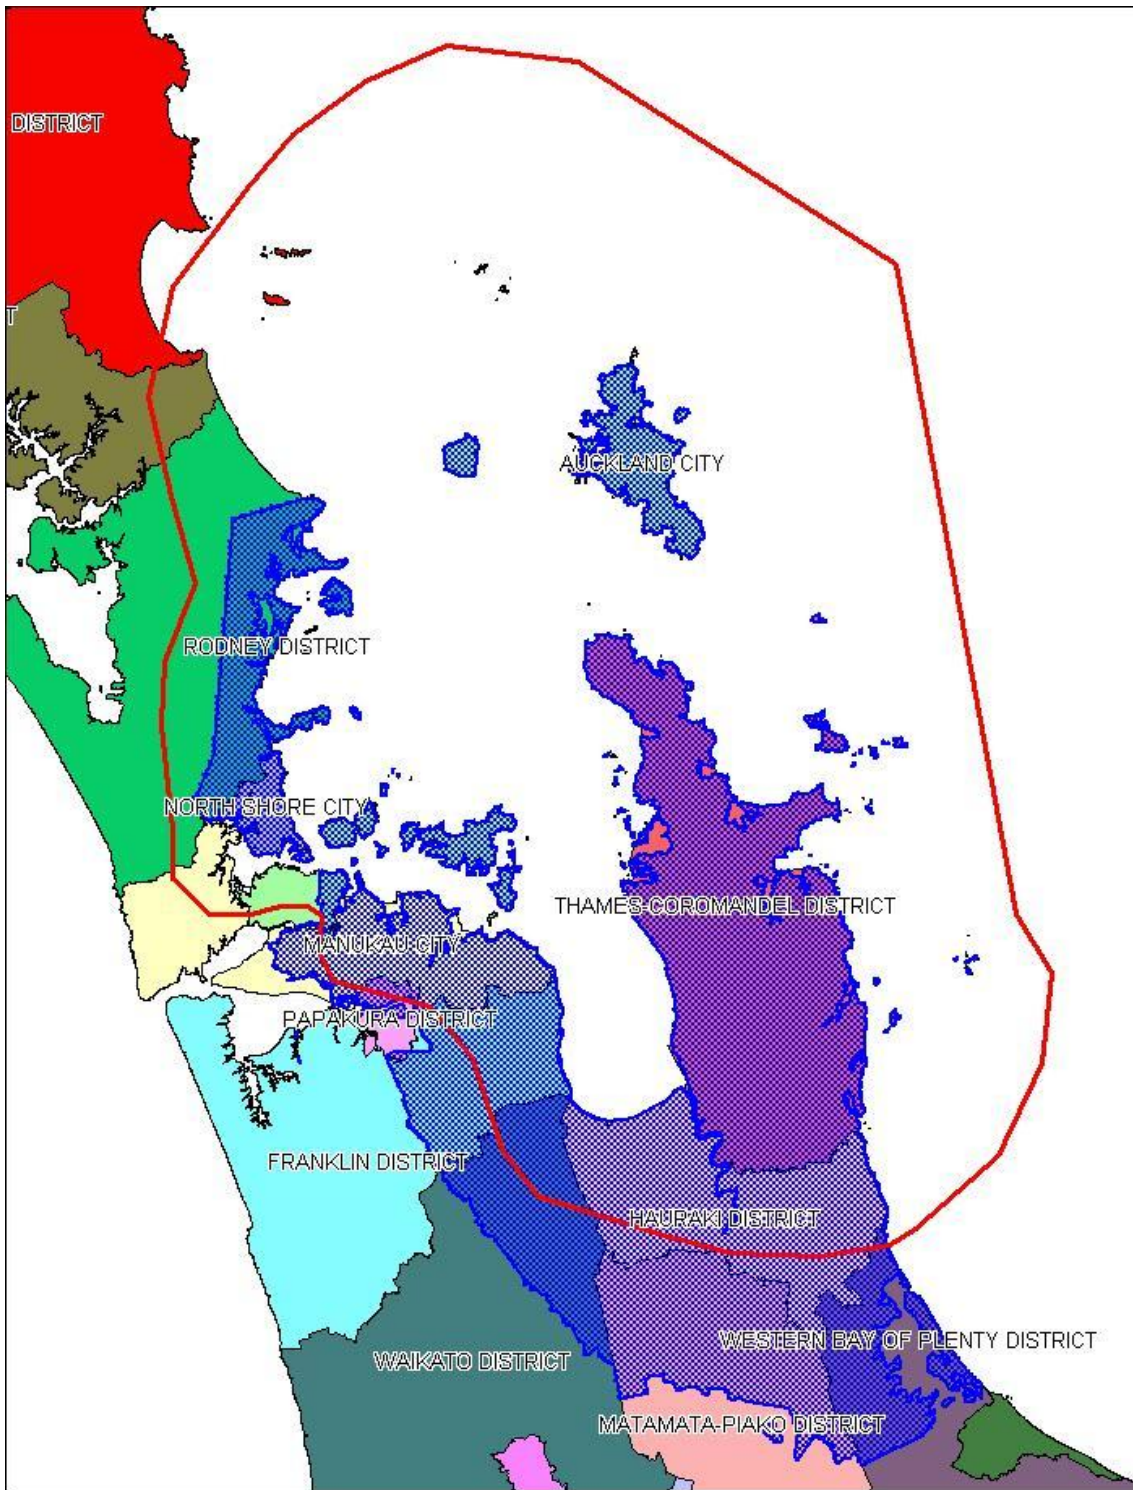 DISTRICT
T
AUCKLAND CITY
RODNEY DISTRICT
NORTH SHORE CITY
THAMES-COROMANDEL DISTRICT
MANUKAU CITY
PAPAKURA DISTRICT
FRANKLIN DISTRICT
HAURAKI DISTRICT
WESTERN BAY OF PLENTY DISTRICT
WAIKATO DISTRICT
MATAMATA-PIAKO DISTRICT